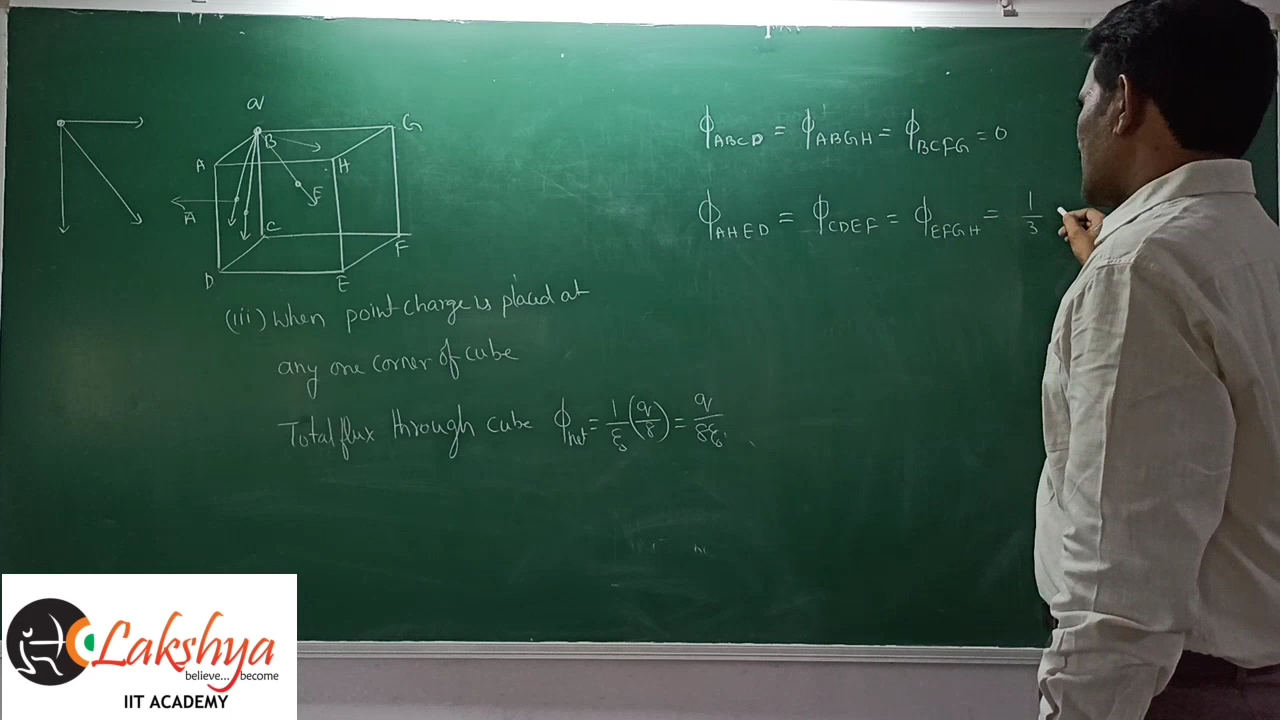 q
B
G
A
H
E
A
C
F
D
E
(iii) When point charge is placed at
any one corner of cube
Total flux through cube ϕnet = 1/ε₀ (q/8) = q/8ε₀
ϕABCD = ϕABGH = ϕBCFG = 0
ϕAHED = ϕCDEF = ϕEFGH = 1/3
Lakshya
believe... become
IIT ACADEMY